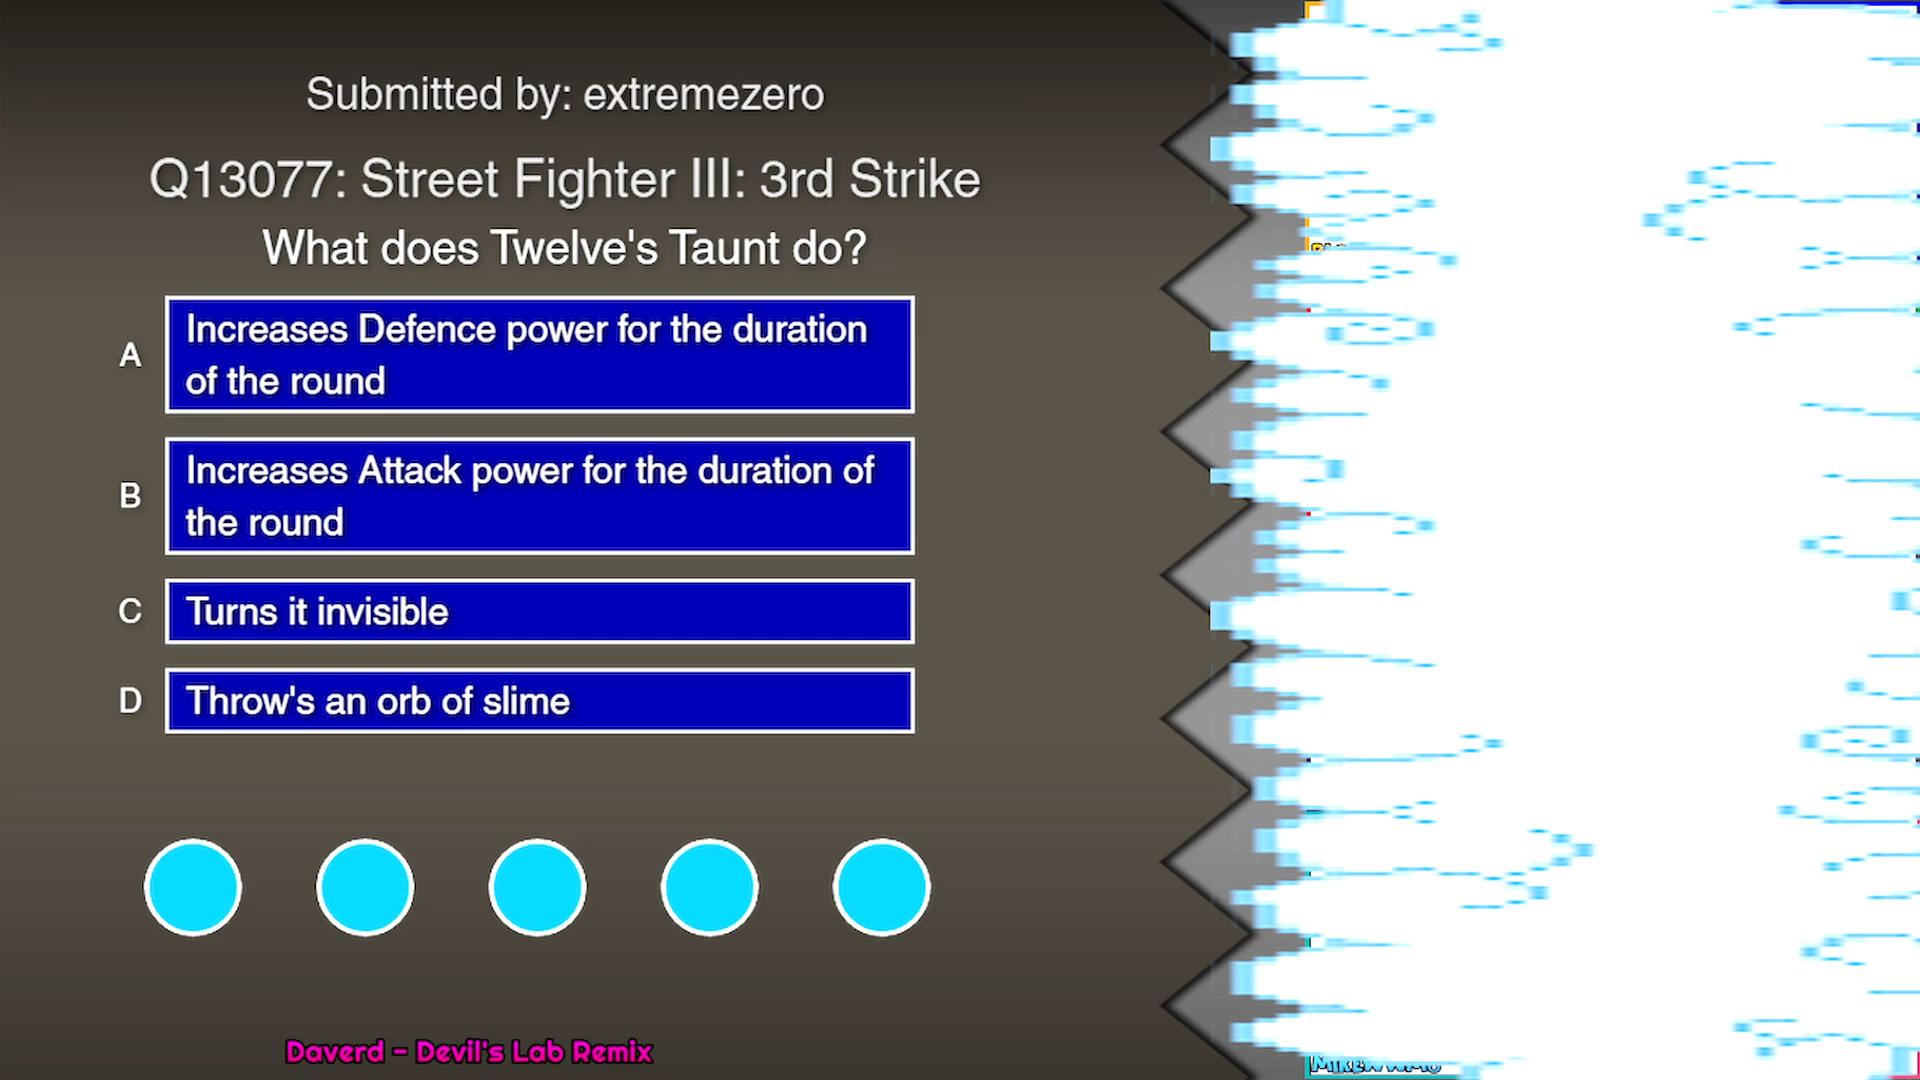 Submitted by: extremezero
Q13077: Street Fighter III: 3rd Strike
What does Twelve's Taunt do?
A
Increases Defence power for the duration
of the round
B
Increases Attack power for the duration of
the round
C
Turns it invisible
D
Throw's an orb of slime
Daverd - Devil's Lab Remix